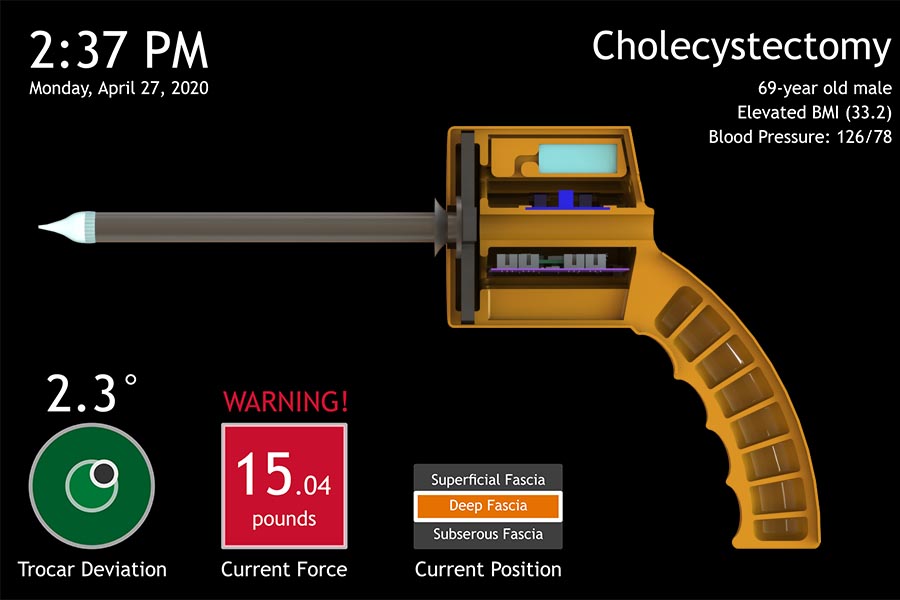 2:37 PM
Monday, April 27, 2020
Cholecystectomy
69-year old male
Elevated BMI (33.2)
Blood Pressure: 126/78
2.3°
Trocar Deviation
WARNING!
15.04
pounds
Current Force
Superficial Fascia
Deep Fascia
Subserous Fascia
Current Position